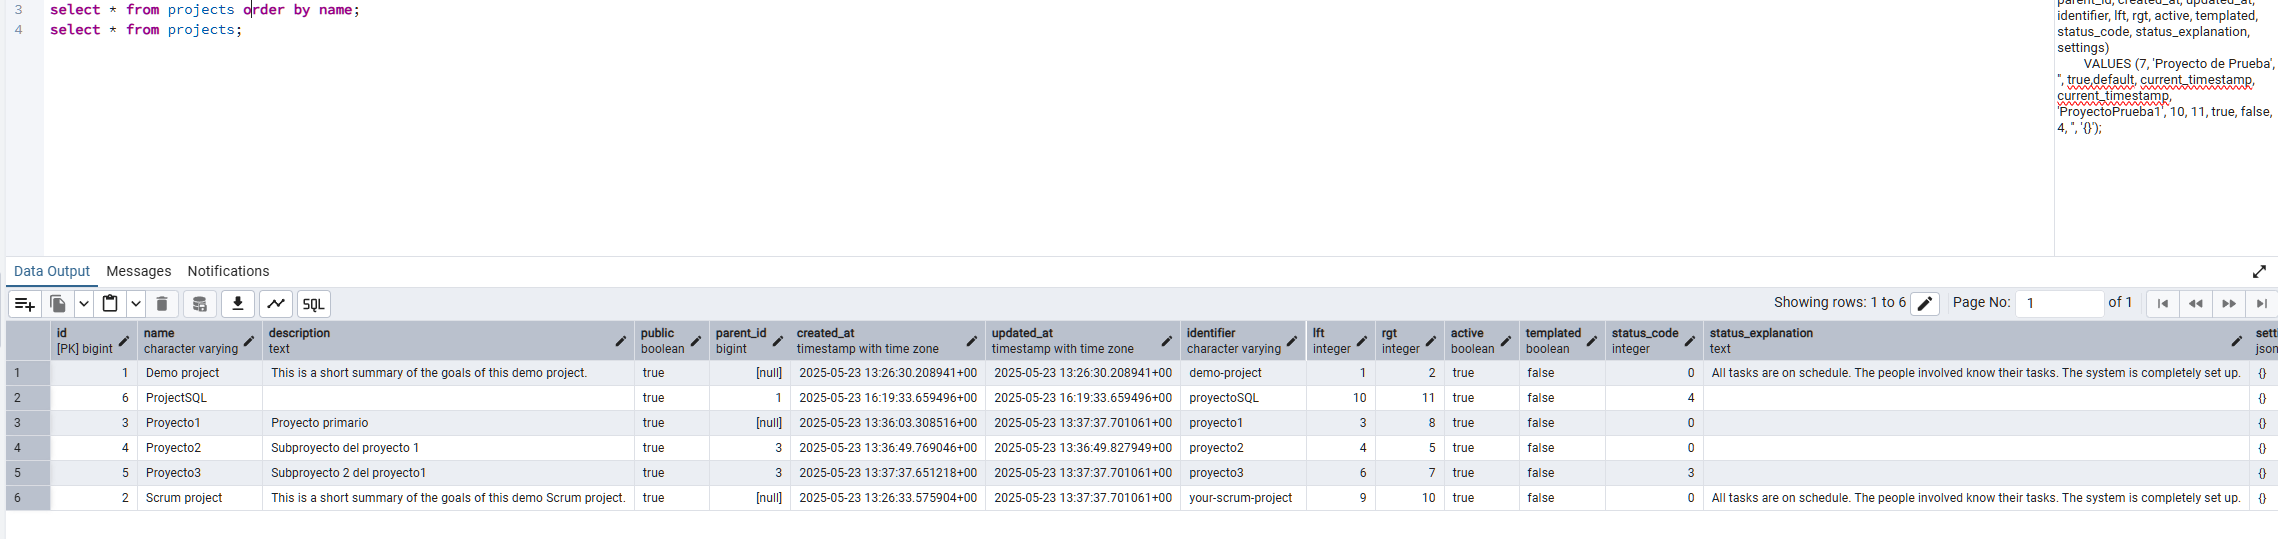 3 select * from projects order by name;
4 select * from projects;
parent_id, created_at, updated_at,
identifier, lft, rgt, active, templated,
status_code, status_explanation,
settings)
VALUES (7, 'Proyecto de Prueba',
'', true,default, current_timestamp,
current_timestamp,
'ProyectoPrueba1', 10, 11, true, false,
4, '', '{}');
Data Output Messages Notifications
SQL Showing rows: 1 to 6 Page No: 1 of 1
id name description public parent_id created_at updated_at identifier lft rgt active templated status_code status_explanation setti
[PK] bigint character varying text boolean bigint timestamp with time zone timestamp with time zone character varying integer integer boolean boolean integer text json
1 1 Demo project This is a short summary of the goals of this demo project. true [null] 2025-05-23 13:26:30.208941+00 2025-05-23 13:26:30.208941+00 demo-project 1 2 true false 0 All tasks are on schedule. The people involved know their tasks. The system is completely set up. {}
2 6 ProjectSQL true 1 2025-05-23 16:19:33.659496+00 2025-05-23 16:19:33.659496+00 proyectoSQL 10 11 true false 4 {}
3 3 Proyecto1 Proyecto primario true [null] 2025-05-23 13:36:03.308516+00 2025-05-23 13:37:37.701061+00 proyecto1 3 8 true false 0 {}
4 4 Proyecto2 Subproyecto del proyecto 1 true 3 2025-05-23 13:36:49.769046+00 2025-05-23 13:36:49.827949+00 proyecto2 4 5 true false 0 {}
5 5 Proyecto3 Subproyecto 2 del proyecto1 true 3 2025-05-23 13:37:37.651218+00 2025-05-23 13:37:37.701061+00 proyecto3 6 7 true false 3 {}
6 2 Scrum project This is a short summary of the goals of this demo Scrum project. true [null] 2025-05-23 13:26:33.575904+00 2025-05-23 13:37:37.701061+00 your-scrum-project 9 10 true false 0 All tasks are on schedule. The people involved know their tasks. The system is completely set up. {}